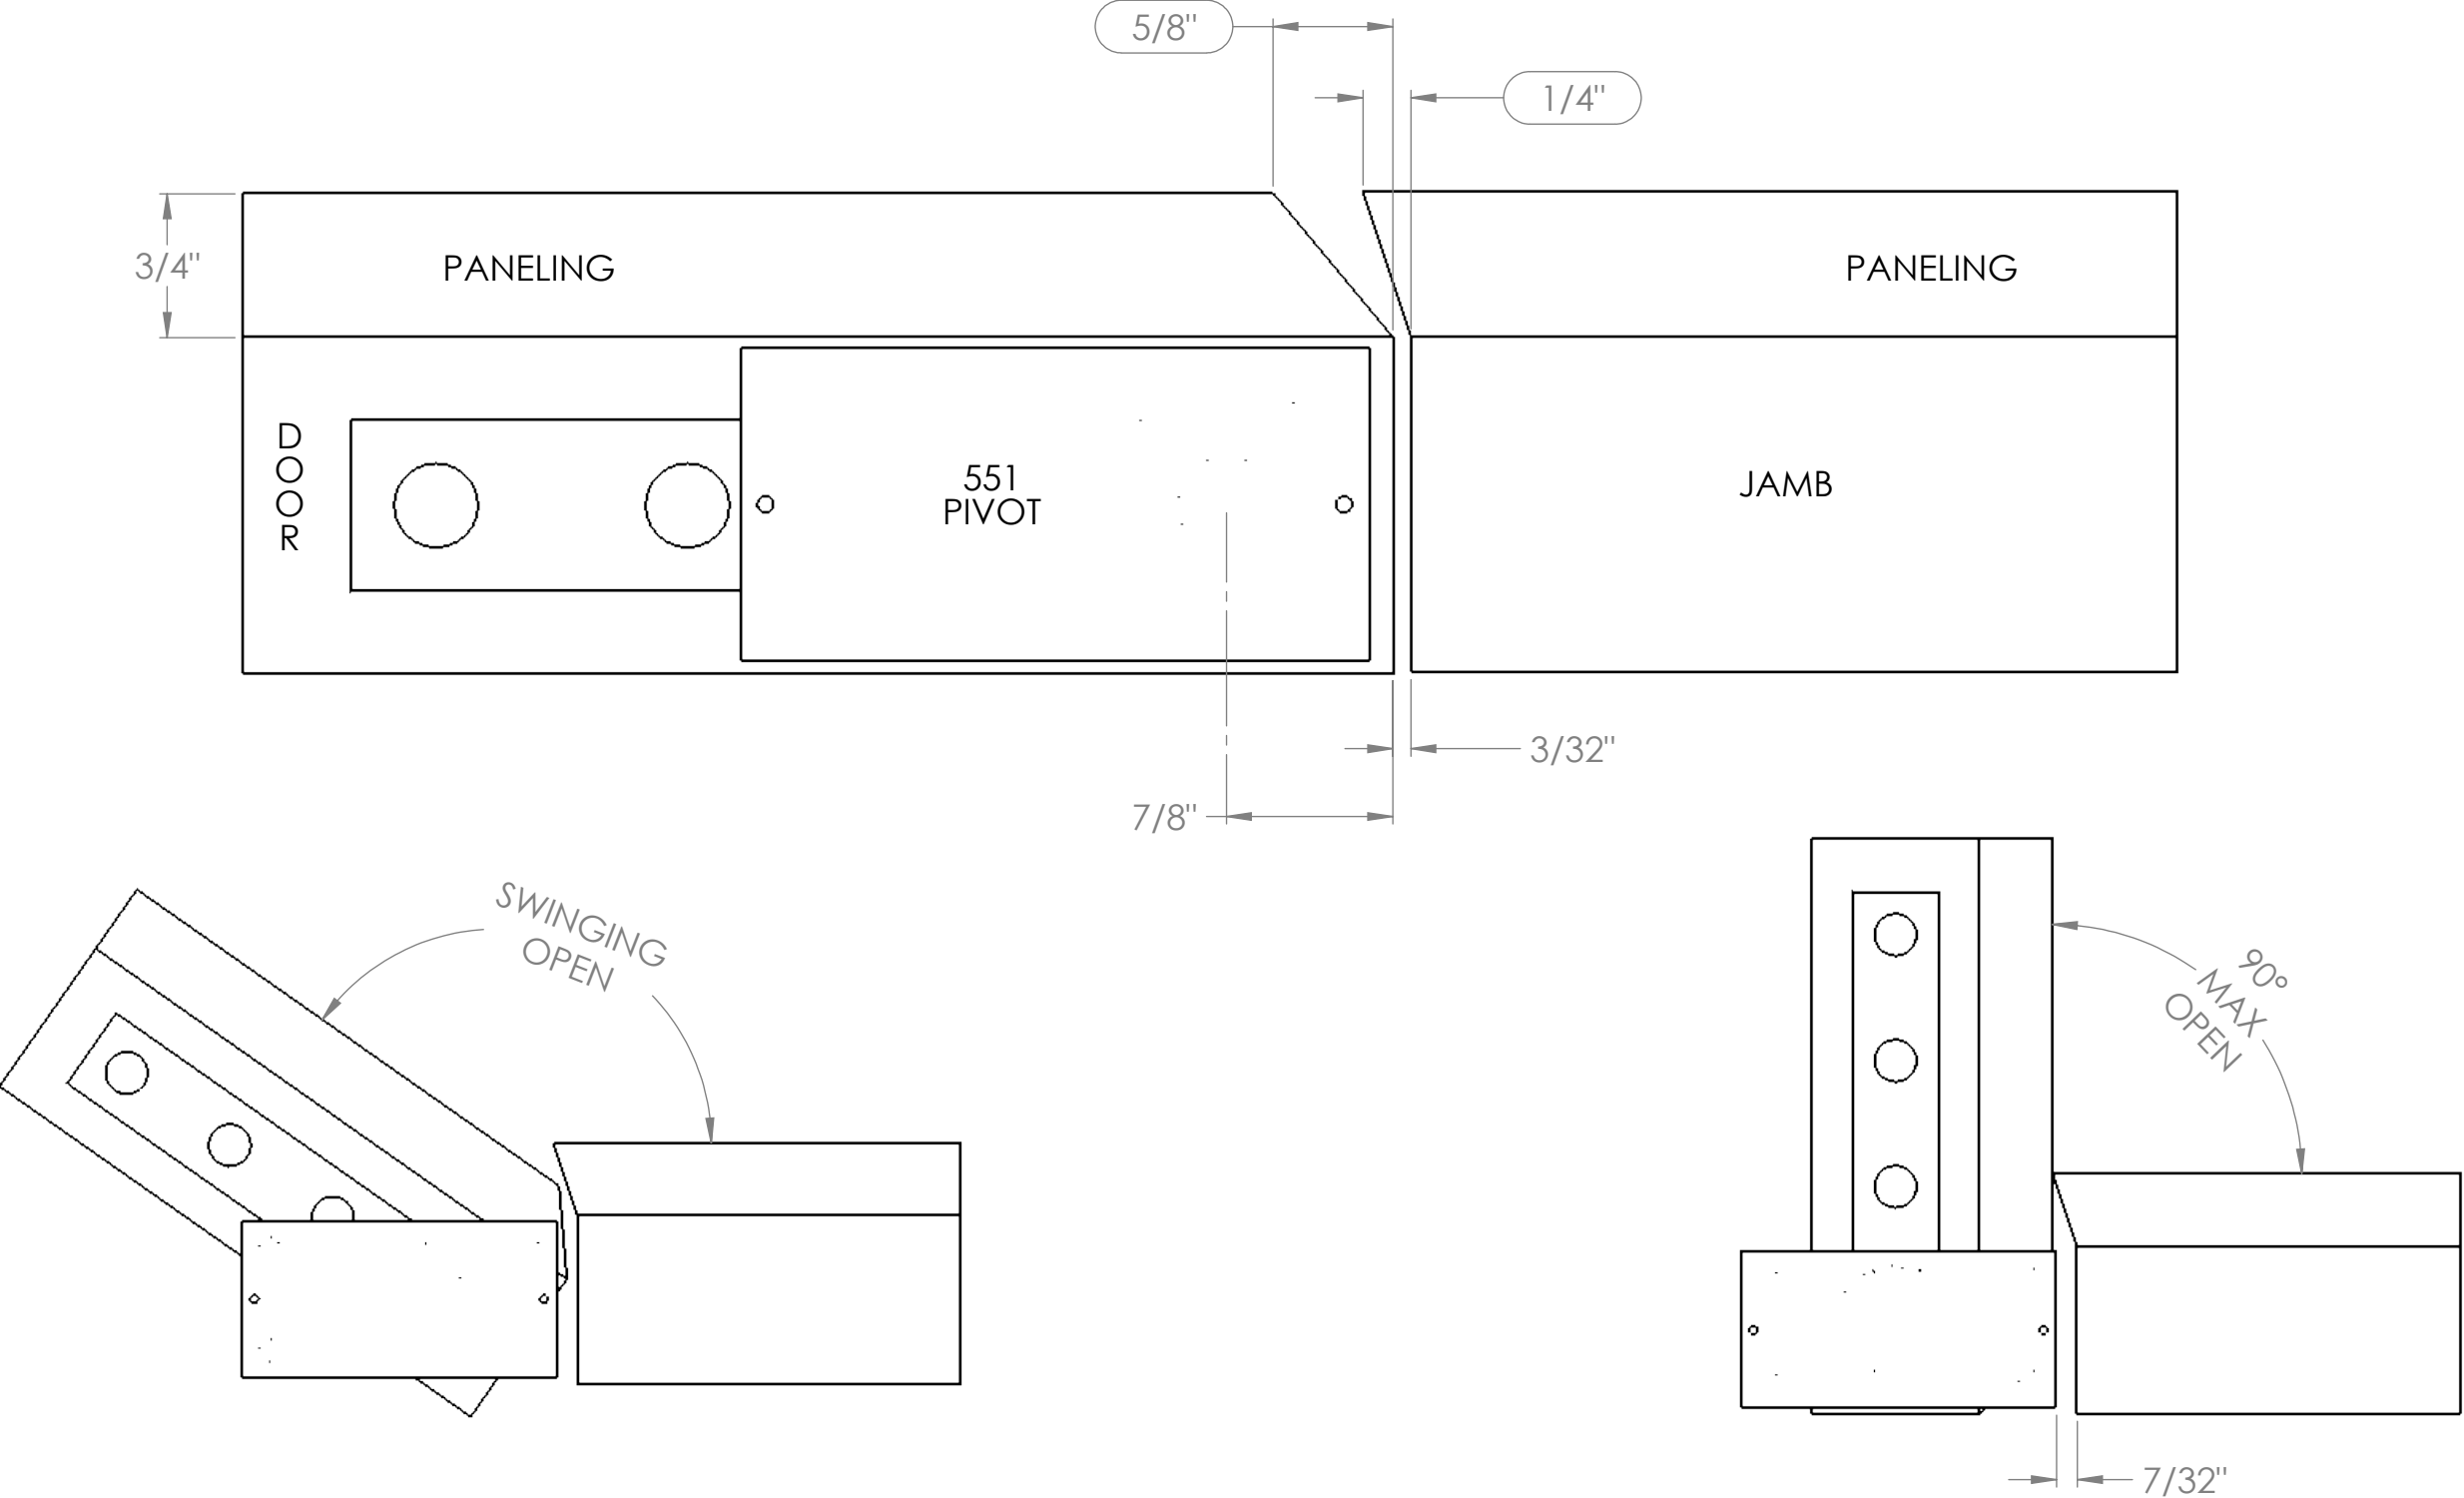 5/8"
1/4"
3/4"
PANELING
PANELING
DOOR
551
PIVOT
JAMB
3/32"
7/8"
SWINGING
OPEN
90°
MAX
OPEN
7/32"